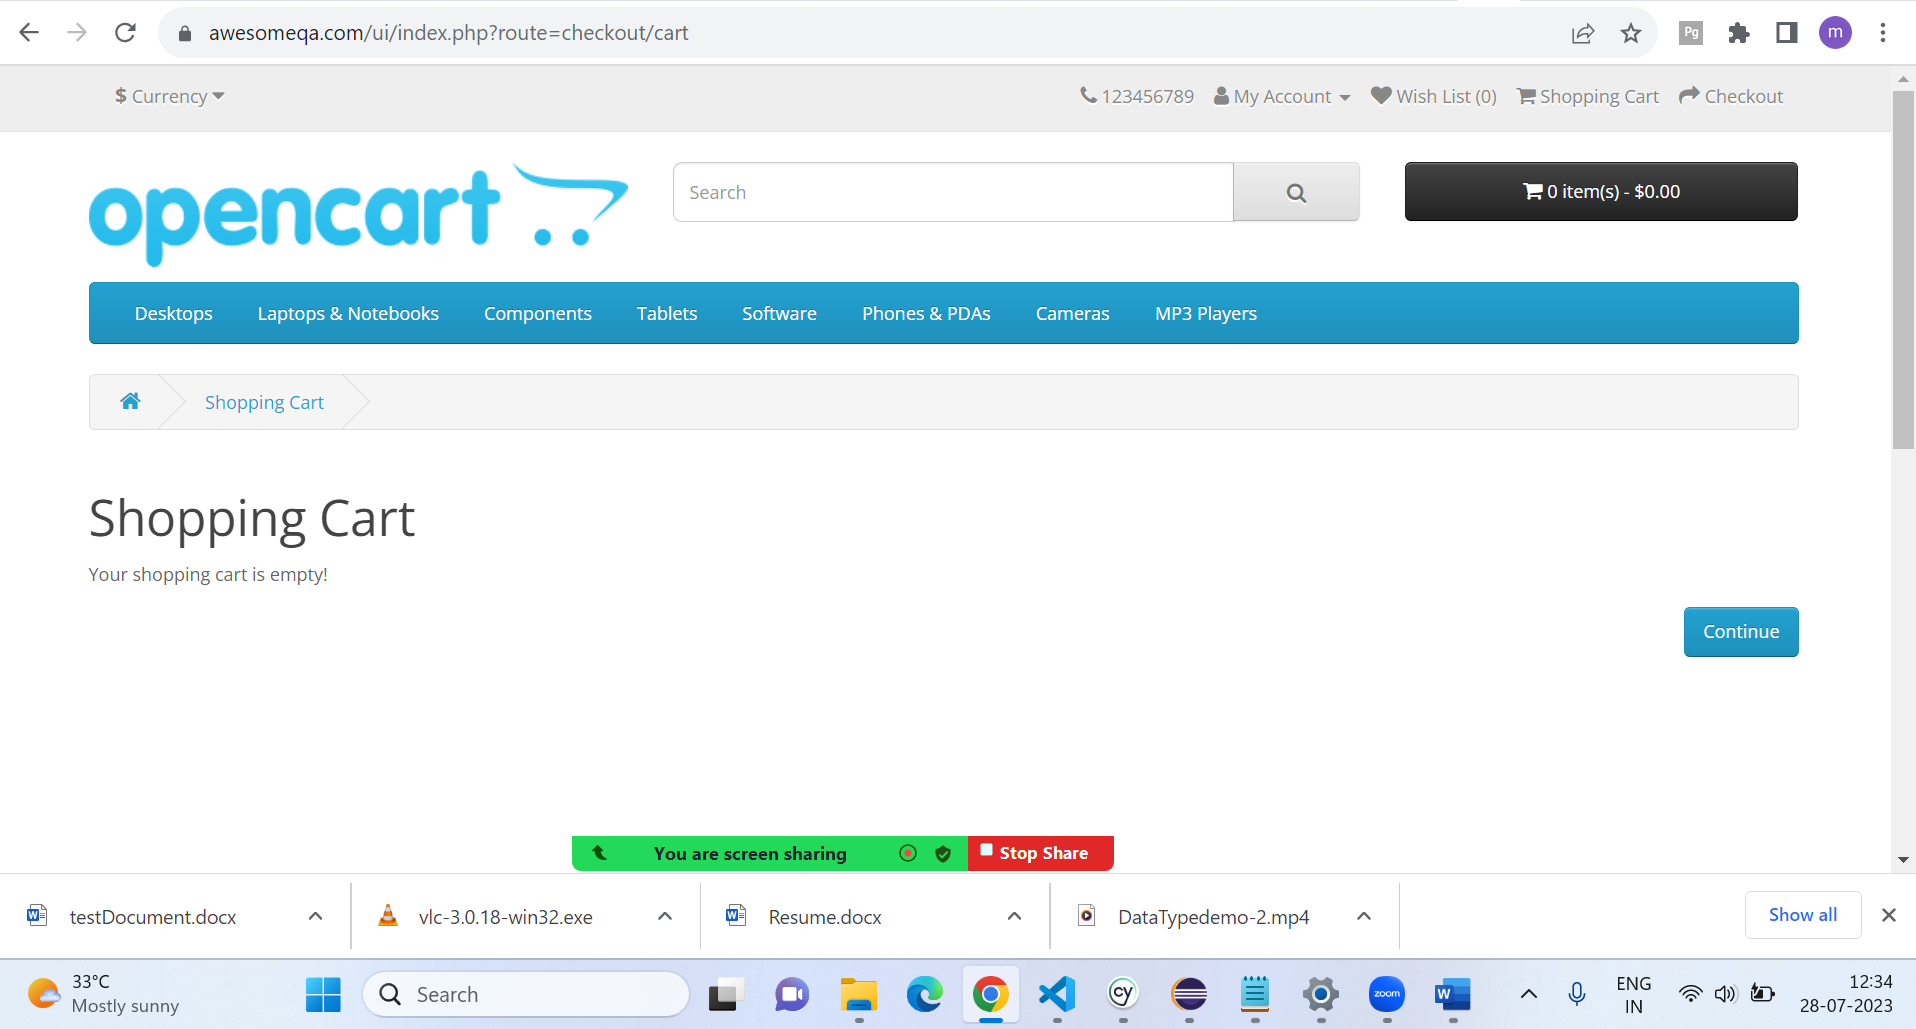 awesomeqa.com/ui/index.php?route=checkout/cart
Pg
m
$ Currency
123456789 My Account Wish List (0) Shopping Cart Checkout
opencart
Search
0 item(s) - $0.00
Desktops Laptops & Notebooks Components Tablets Software Phones & PDAs Cameras MP3 Players
Shopping Cart
Shopping Cart
Your shopping cart is empty!
Continue
You are screen sharing Stop Share
testDocument.docx vlc-3.0.18-win32.exe Resume.docx DataTypedemo-2.mp4 Show all
33°C
Mostly sunny
Search
cy
zoom
W
ENG
IN
12:34
28-07-2023